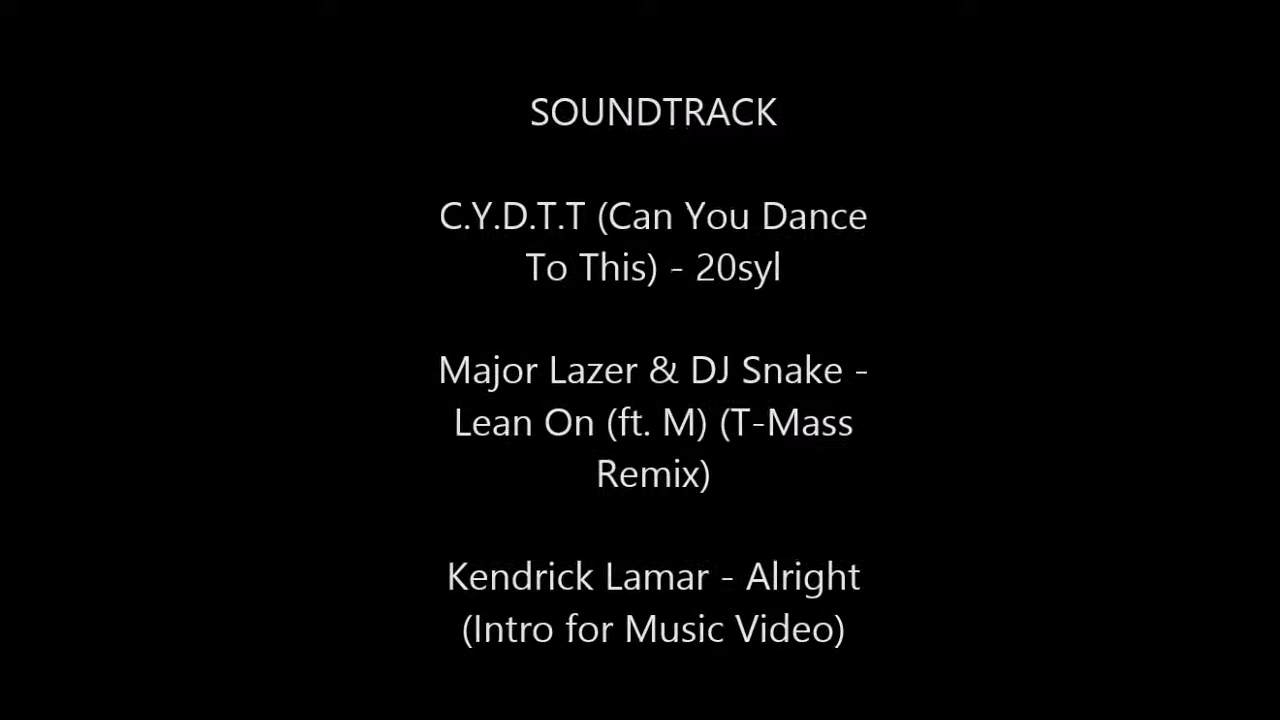 SOUNDTRACK
C.Y.D.T.T (Can You Dance
To This) - 20syl
Major Lazer & DJ Snake -
Lean On (ft. M) (T-Mass
Remix)
Kendrick Lamar - Alright
(Intro for Music Video)